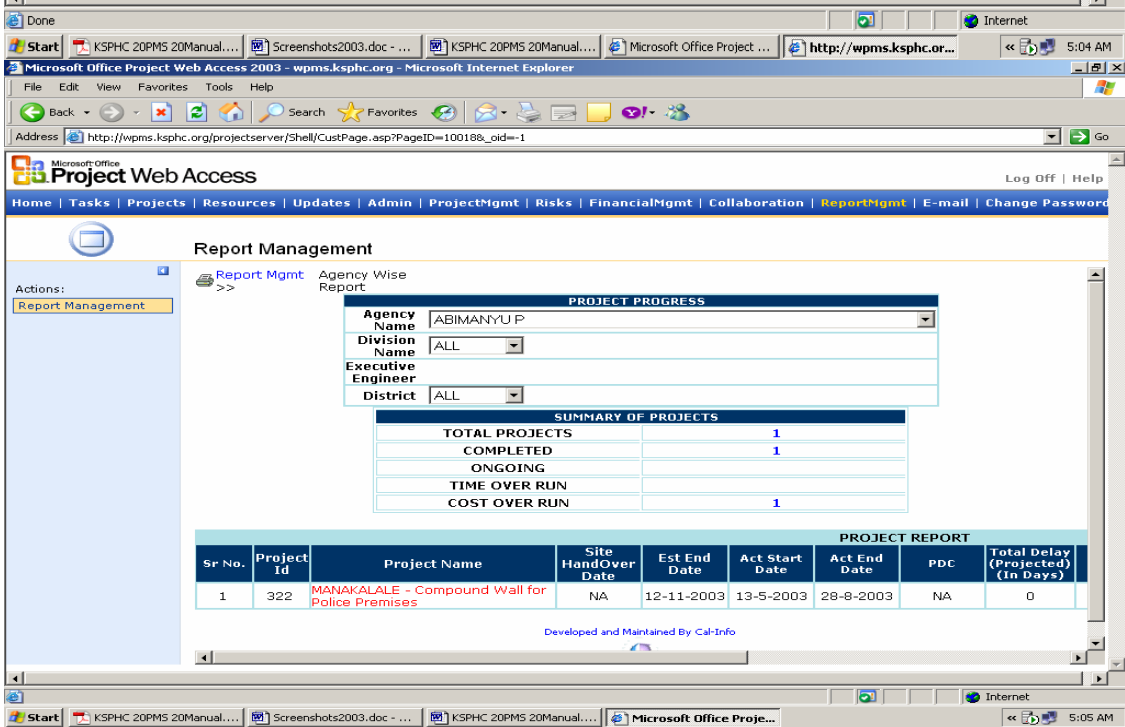 Done
Internet
Start KSPHC 20PMS 20Manual.... Screenshots2003.doc - ... KSPHC 20PMS 20Manual.... Microsoft Office Project ... http://wpms.ksphc.or... « 5:04 AM
Microsoft Office Project Web Access 2003 - wpms.ksphc.org - Microsoft Internet Explorer
File Edit View Favorites Tools Help
Back Search Favorites
Address http://wpms.ksphc.org/projectserver/Shell/CustPage.asp?PageID=10018&_oid=-1 Go
Microsoft Office
Project Web Access
Log Off | Help
Home | Tasks | Projects | Resources | Updates | Admin | ProjectMgmt | Risks | FinancialMgmt | Collaboration | ReportMgmt | E-mail | Change Password
Report Management
Actions:
Report Management
Report Mgmt >>
Agency Wise Report
PROJECT PROGRESS
Agency Name ABIMANYU P
Division Name ALL
Executive Engineer
District ALL
SUMMARY OF PROJECTS
TOTAL PROJECTS 1
COMPLETED 1
ONGOING
TIME OVER RUN
COST OVER RUN 1
PROJECT REPORT
Sr No. Project Id Project Name Site HandOver Date Est End Date Act Start Date Act End Date PDC Total Delay (Projected) (In Days)
1 322 MANAKALALE - Compound Wall for Police Premises NA 12-11-2003 13-5-2003 28-8-2003 NA 0
Developed and Maintained By Cal-Info
Internet
Start KSPHC 20PMS 20Manual.... Screenshots2003.doc - ... KSPHC 20PMS 20Manual.... Microsoft Office Proje... « 5:05 AM